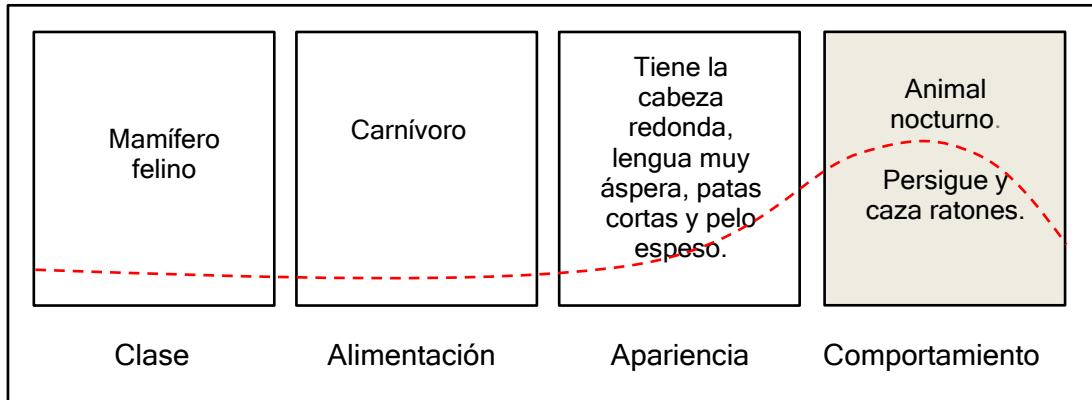 Mamífero
felino
Carnívoro
Tiene la
cabeza
redonda,
lengua muy
áspera, patas
cortas y pelo
espeso.
Animal
nocturno.
Persigue y
caza ratones.
Clase
Alimentación
Apariencia
Comportamiento